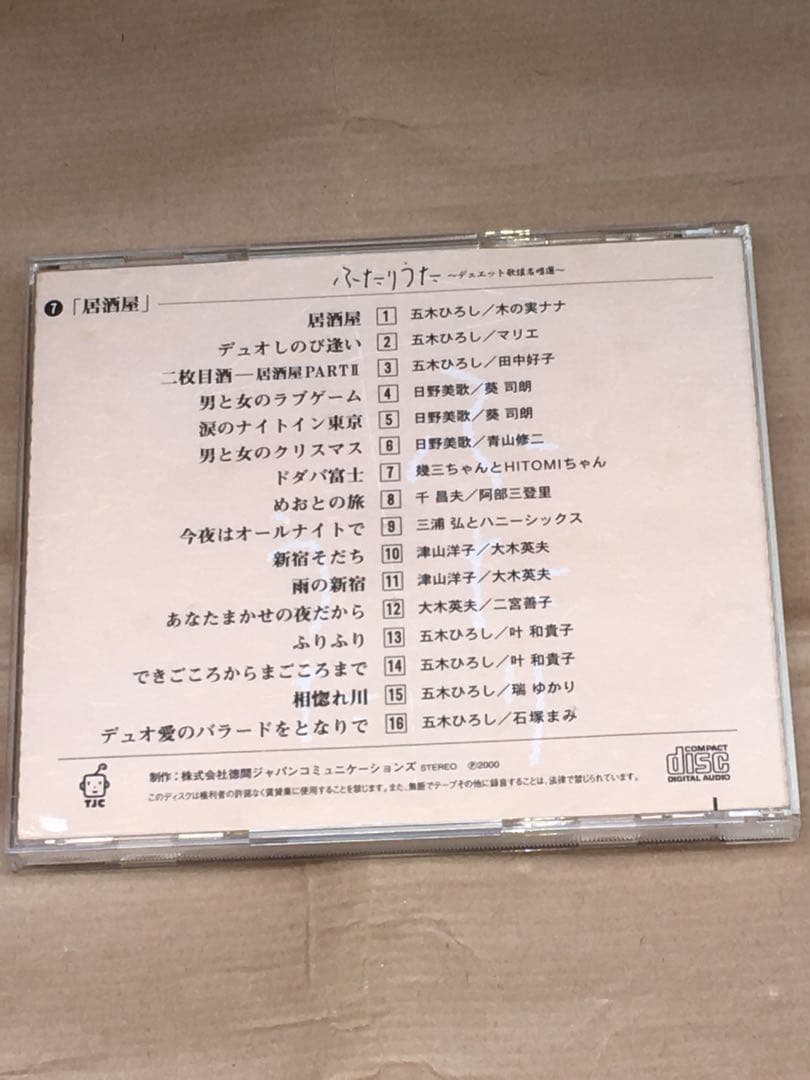 ふたりうた ～デュエット歌謡名唱選～
❼「居酒屋」
居酒屋 1 五木ひろし／木の実ナナ
デュオしのび逢い 2 五木ひろし／マリエ
二枚目酒―居酒屋PARTⅡ 3 五木ひろし／田中好子
男と女のラブゲーム 4 日野美歌／葵 司朗
涙のナイトイン東京 5 日野美歌／葵 司朗
男と女のクリスマス 6 日野美歌／青山修二
ドダバ富士 7 幾三ちゃんとHITOMIちゃん
めおとの旅 8 千 昌夫／阿部三登里
今夜はオールナイトで 9 三浦 弘とハニーシックス
新宿そだち 10 津山洋子／大木英夫
雨の新宿 11 津山洋子／大木英夫
あなたまかせの夜だから 12 大木英夫／二宮善子
ふりふり 13 五木ひろし／叶 和貴子
できごころからまごころまで 14 五木ひろし／叶 和貴子
相惚れ川 15 五木ひろし／瑞 ゆかり
デュオ愛のバラードをとなりで 16 五木ひろし／石塚まみ
TJC
制作：株式会社徳間ジャパンコミュニケーションズ STEREO Ⓟ2000
このディスクは権利者の許諾なく賃貸業に使用することを禁じます。また、無断でテープその他に録音することは、法律で禁じられています。
COMPACT
disc
DIGITAL AUDIO